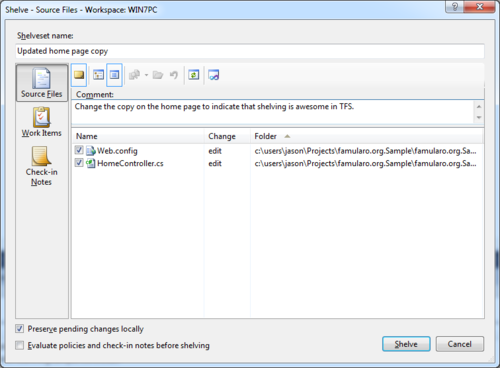 Shelve - Source Files - Workspace: WIN7PC
Shelveset name:
Updated home page copy
Source Files
Work Items
Check-in
Notes
Comment:
Change the copy on the home page to indicate that shelving is awesome in TFS.
Name Change Folder
Web.config edit c:\users\jason\Projects\famularo.org.Sample\famularo.org.Sa...
HomeController.cs edit c:\users\jason\Projects\famularo.org.Sample\famularo.org.Sa...
Preserve pending changes locally
Evaluate policies and check-in notes before shelving
Shelve Cancel